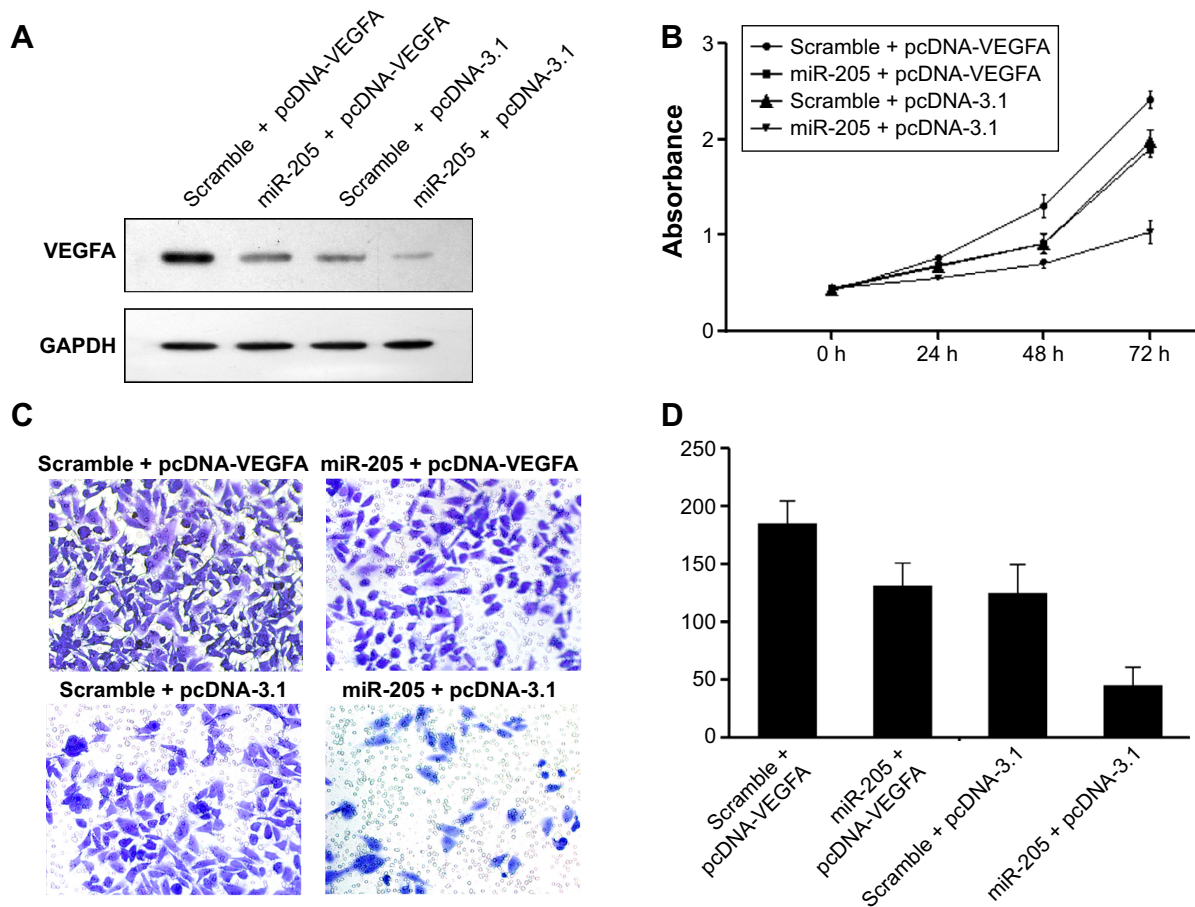 A
Scramble + pcDNA-VEGFA
miR-205 + pcDNA-VEGFA
Scramble + pcDNA-3.1
miR-205 + pcDNA-3.1
VEGFA
GAPDH
B
Absorbance
3
2
1
0
Scramble + pcDNA-VEGFA
miR-205 + pcDNA-VEGFA
Scramble + pcDNA-3.1
miR-205 + pcDNA-3.1
0 h
24 h
48 h
72 h
C
Scramble + pcDNA-VEGFA
miR-205 + pcDNA-VEGFA
Scramble + pcDNA-3.1
miR-205 + pcDNA-3.1
D
250
200
150
100
50
0
Scramble +
pcDNA-VEGFA
miR-205 +
pcDNA-VEGFA
Scramble + pcDNA-3.1
miR-205 + pcDNA-3.1